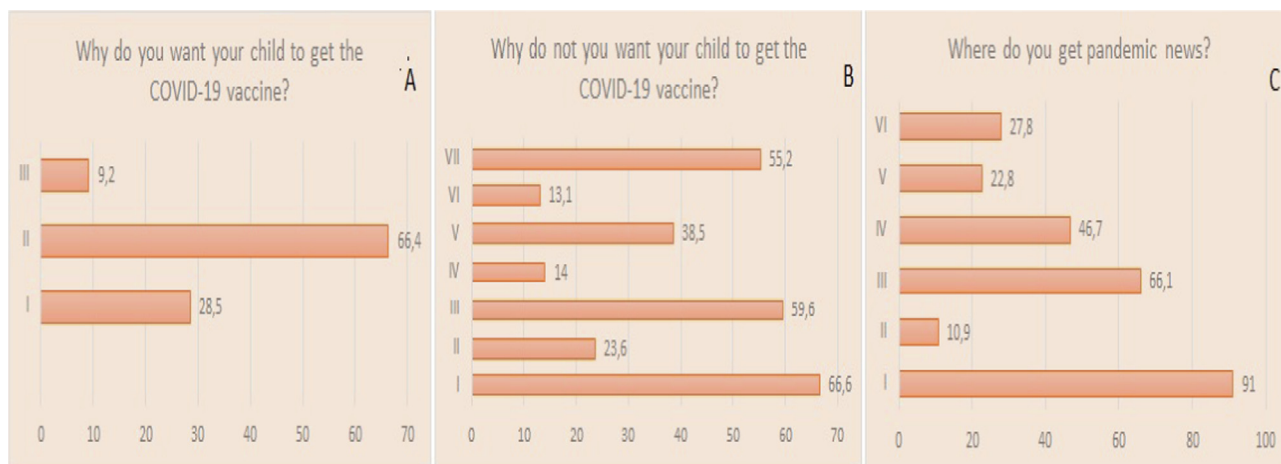 Why do you want your child to get the
COVID-19 vaccine?
A
III
9,2
II
66,4
I
28,5
0 10 20 30 40 50 60 70
Why do not you want your child to get the
COVID-19 vaccine?
B
VII
55,2
VI
13,1
V
38,5
IV
14
III
59,6
II
23,6
I
66,6
0 10 20 30 40 50 60 70
Where do you get pandemic news?
C
VI
27,8
V
22,8
IV
46,7
III
66,1
II
10,9
I
91
0 20 40 60 80 100